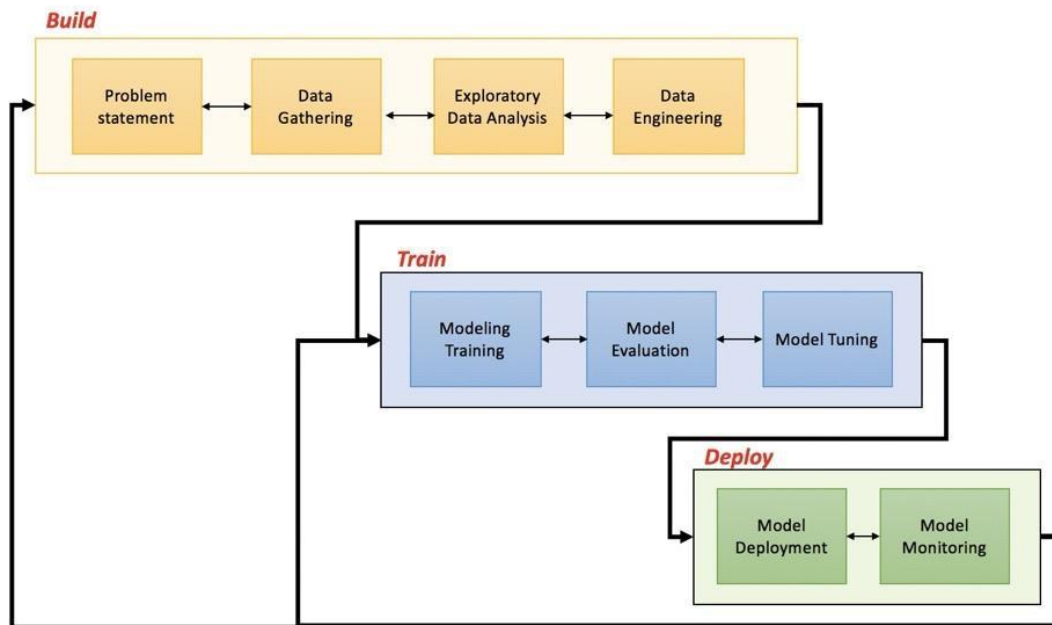 Build
Problem
statement
Data
Gathering
Exploratory
Data Analysis
Data
Engineering
Train
Modeling
Training
Model
Evaluation
Model Tuning
Deploy
Model
Deployment
Model
Monitoring